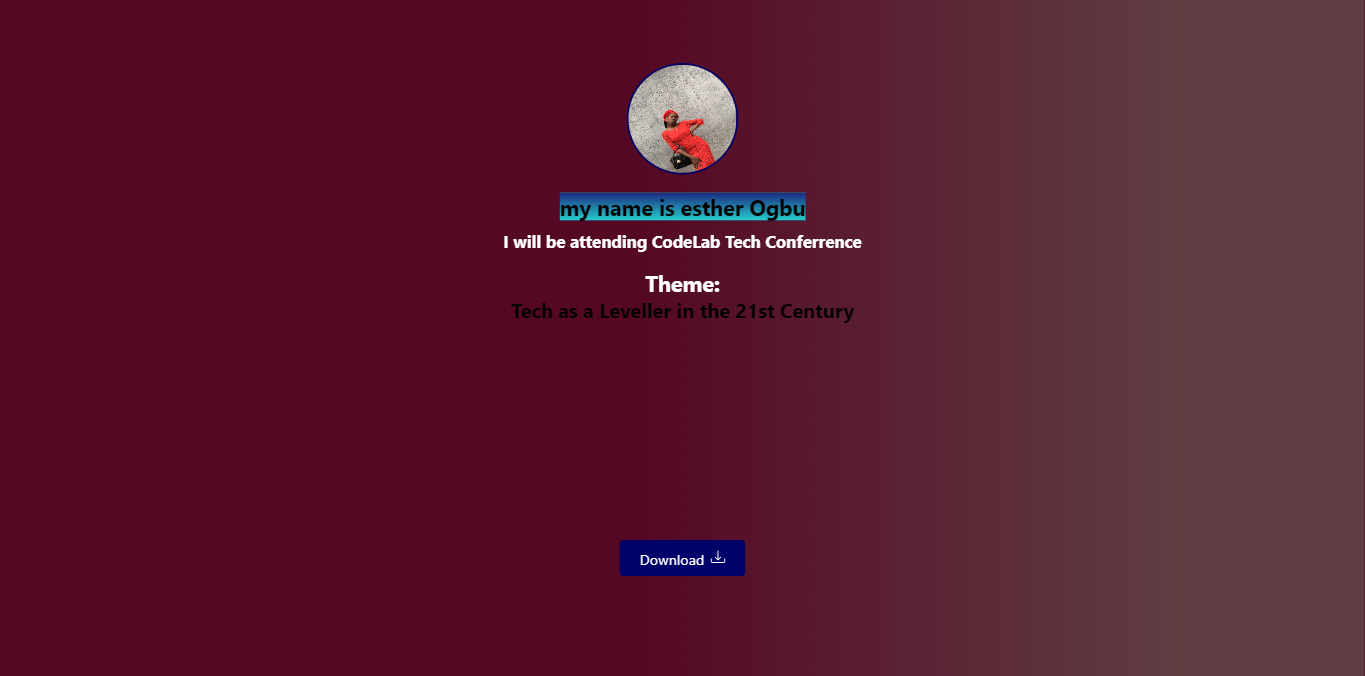 my name is esther Ogbu
I will be attending CodeLab Tech Conferrence
Theme:
Tech as a Leveller in the 21st Century
Download